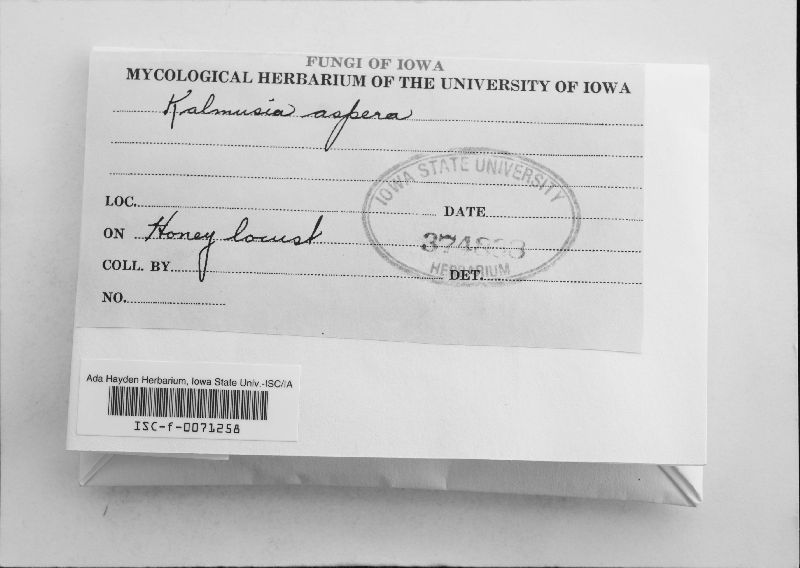 FUNGI OF IOWA
MYCOLOGICAL HERBARIUM OF THE UNIVERSITY OF IOWA
Kalmusia aspera
IOWA STATE UNIVERSITY
LOC. DATE
ON Honey locust
HERBARIUM
COLL. BY DET.
NO.
Ada Hayden Herbarium, Iowa State Univ.-ISC/IA
ISC-f-0071258